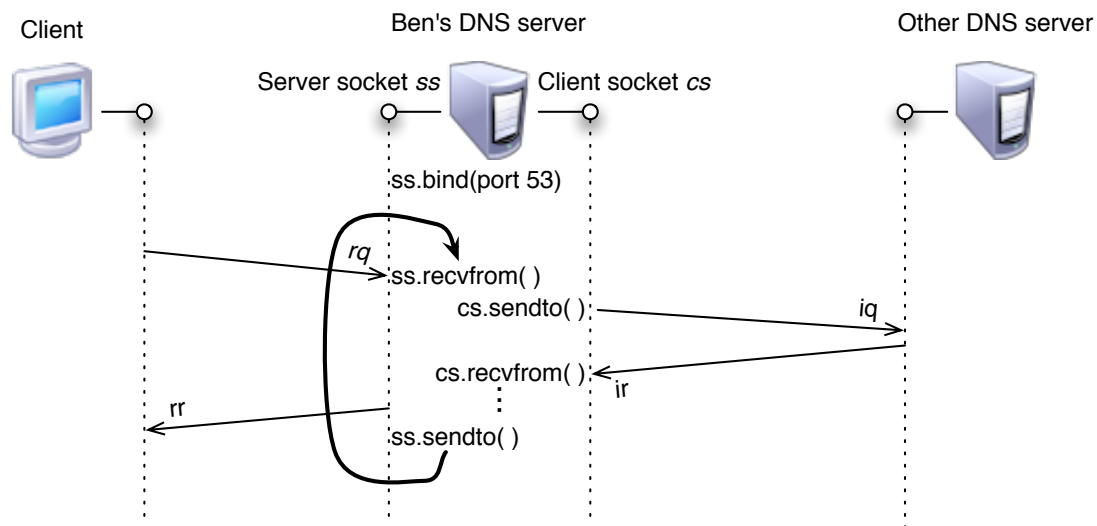 Client
Ben's DNS server
Other DNS server
Server socket ss
Client socket cs
ss.bind(port 53)
rq
ss.recvfrom( )
cs.sendto( )
iq
cs.recvfrom( )
ir
rr
ss.sendto( )